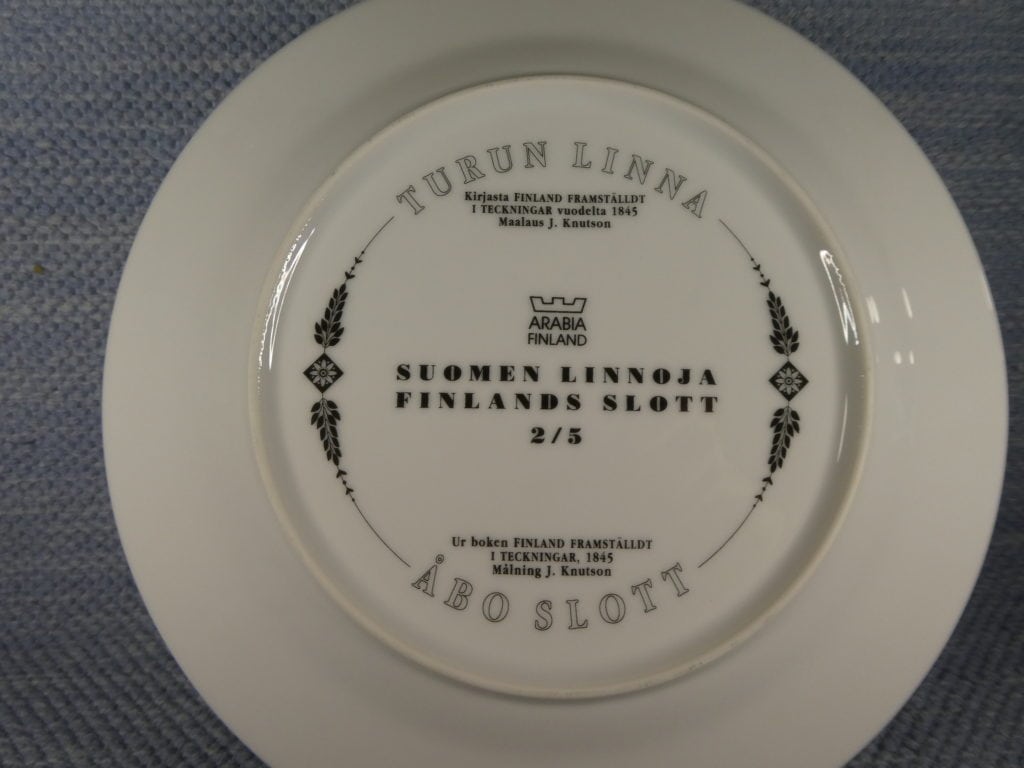 TURUN LINNA
Kirjasta FINLAND FRAMSTÄLLDT
I TECKNINGAR vuodelta 1845
Maalaus J. Knutson
ARABIA
FINLAND
SUOMEN LINNOJA
FINLANDS SLOTT
2/5
Ur boken FINLAND FRAMSTÄLLDT
I TECKNINGAR, 1845
Målning J. Knutson
ÅBO SLOTT